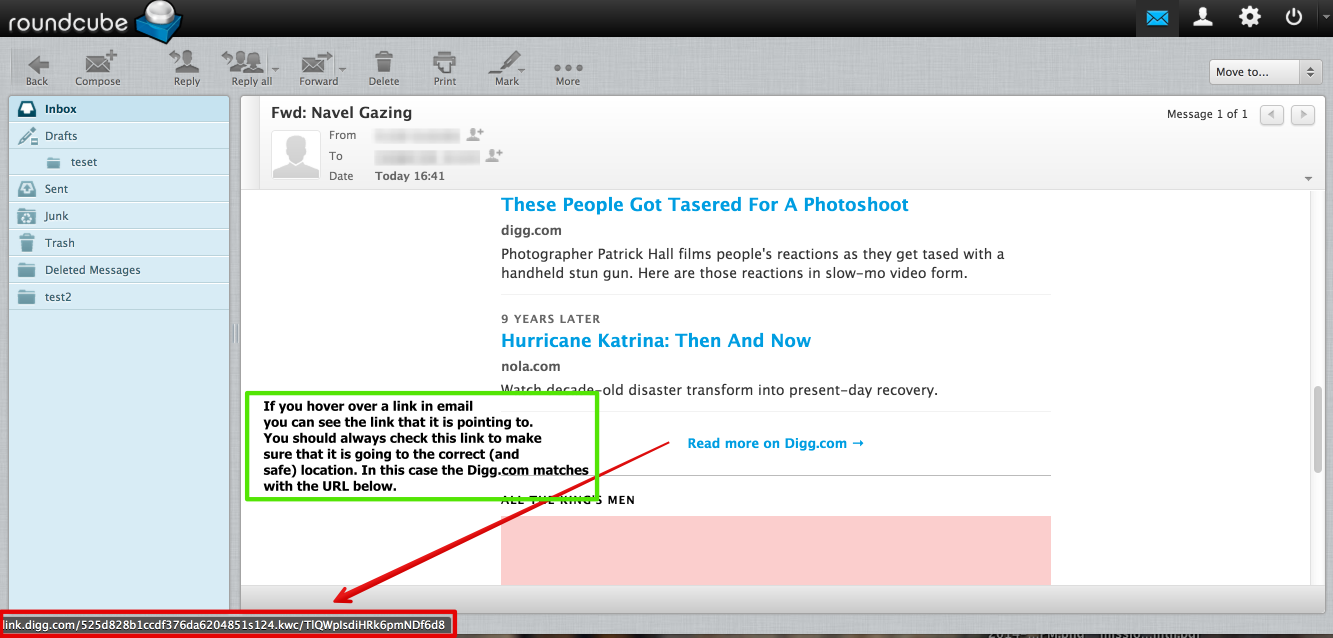 roundcube
Back
Compose
Reply
Reply all
Forward
Delete
Print
Mark
More
Move to...
Inbox
Drafts
teset
Sent
Junk
Trash
Deleted Messages
test2
Fwd: Navel Gazing
Message 1 of 1
From
To
Date Today 16:41
These People Got Tasered For A Photoshoot
digg.com
Photographer Patrick Hall films people's reactions as they get tased with a
handheld stun gun. Here are those reactions in slow-mo video form.
9 YEARS LATER
Hurricane Katrina: Then And Now
nola.com
Watch decade-old disaster transform into present-day recovery.
If you hover over a link in email
you can see the link that it is pointing to.
You should always check this link to make
sure that it is going to the correct (and
safe) location. In this case the Digg.com matches
with the URL below.
Read more on Digg.com →
ALL THE KING'S MEN
link.digg.com/525d828b1ccdf376da6204851s124.kwc/TlQWpIsdiHRk6pmNDf6d8